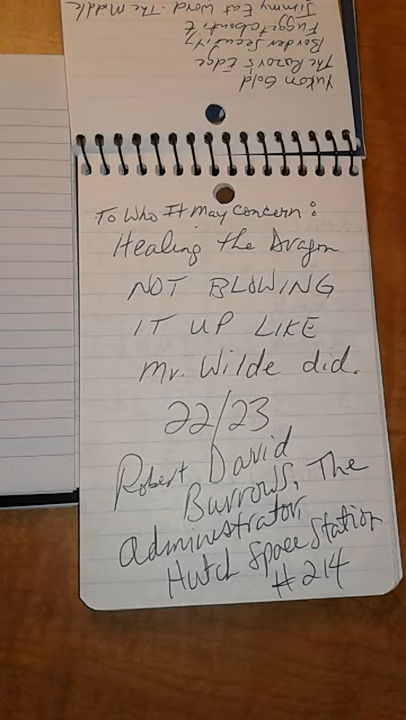 Jimmy Eat World. The Middle
Fuggetaboutit
Border Security
The Razor's Edge
Yukon Gold
To Who It May Concern:
Healing the Dragon
NOT BLOWING
IT UP LIKE
Mr. Wilde did.
22/23
Robert David
Burrows, The
Administrator,
Hutch Space Station
#214